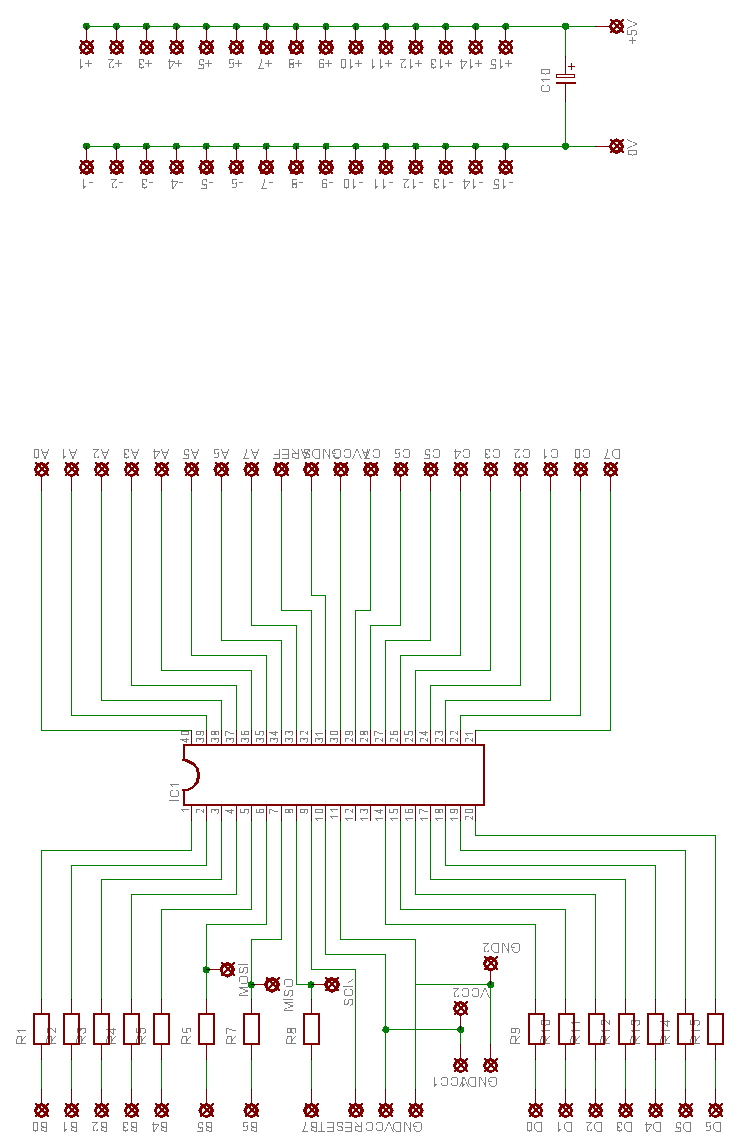 +5V
+1 +2 +3 +4 +5 +6 +7 +8 +9 +10 +11 +12 +13 +14 +15
C10 +
0V
-1 -2 -3 -4 -5 -6 -7 -8 -9 -10 -11 -12 -13 -14 -15
A0 A1 A2 A3 A4 A5 A6 A7 AREF GNDS AVCC C7 C6 C5 C4 C3 C2 C1 C0 D7
40 39 38 37 36 35 34 33 32 31 30 29 28 27 26 25 24 23 22 21
IC1
1 2 3 4 5 6 7 8 9 10 11 12 13 14 15 16 17 18 19 20
GND2
MOSI MISO SCK VCC2
R1 R2 R3 R4 R5 R6 R7 R8 R9 R10 R11 R12 R13 R14 R15
VCC1 GND
B0 B1 B2 B3 B4 B5 B6 B7 RESET VCC GND D0 D1 D2 D3 D4 D5 D6